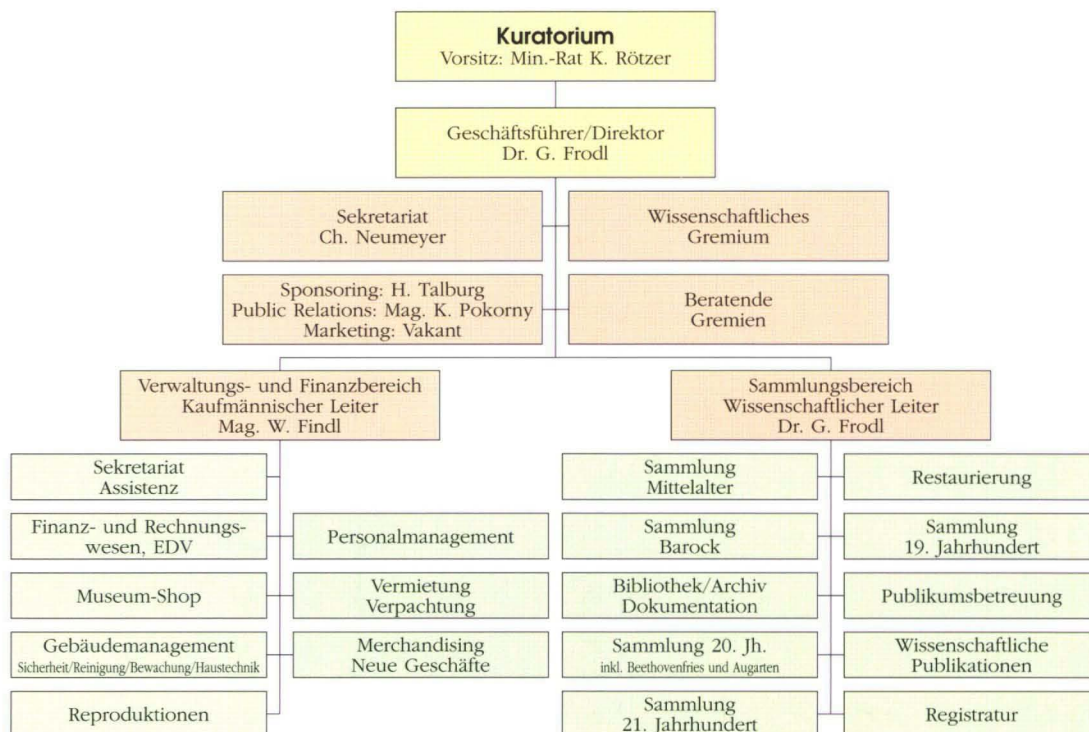 Kuratorium
Vorsitz: Min.-Rat K. Rötzer
Geschäftsführer/Direktor
Dr. G. Frodl
Sekretariat
Ch. Neumeyer
Wissenschaftliches
Gremium
Sponsoring: H. Talburg
Public Relations: Mag. K. Pokorny
Marketing: Vakant
Beratende
Gremien
Verwaltungs- und Finanzbereich
Kaufmännischer Leiter
Mag. W. Findl
Sammlungsbereich
Wissenschaftlicher Leiter
Dr. G. Frodl
Sekretariat
Assistenz
Finanz- und Rechnungs-
wesen, EDV
Personalmanagement
Museum-Shop
Vermietung
Verpachtung
Gebäudemanagement
Sicherheit/Reinigung/Bewachung/Haustechnik
Merchandising
Neue Geschäfte
Reproduktionen
Sammlung
Mittelalter
Restaurierung
Sammlung
Barock
Sammlung
19. Jahrhundert
Bibliothek/Archiv
Dokumentation
Publikumsbetreuung
Sammlung 20. Jh.
inkl. Beethovenfries und Augarten
Wissenschaftliche
Publikationen
Sammlung
21. Jahrhundert
Registratur